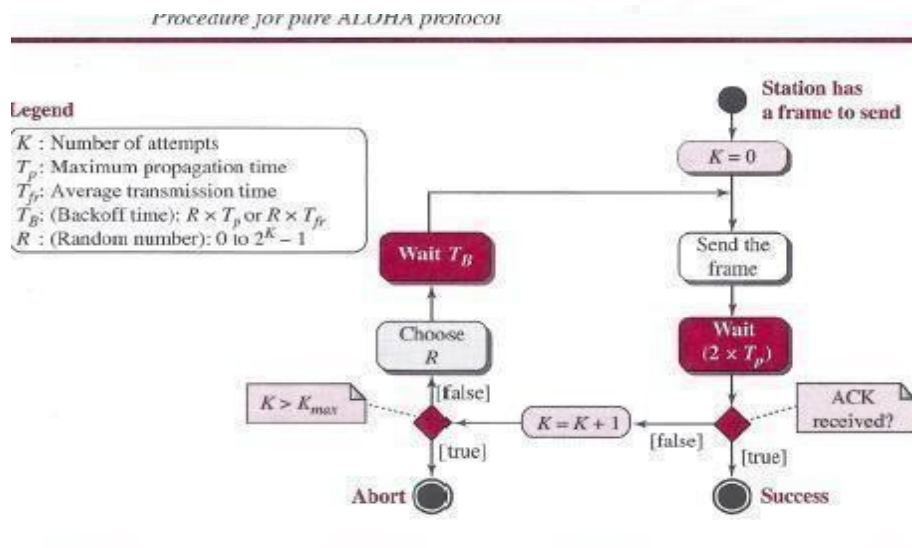 Procedure for pure ALOHA protocol
Legend
K : Number of attempts
Tp: Maximum propagation time
Tfr: Average transmission time
TB: (Backoff time): R × Tp or R × Tfr
R : (Random number): 0 to 2^K − 1
Station has
a frame to send
K = 0
Wait TB
Send the
frame
Choose
R
Wait
(2 × Tp)
[false]
K > Kmax
K = K + 1
ACK
received?
[false]
[true]
[true]
Abort
Success